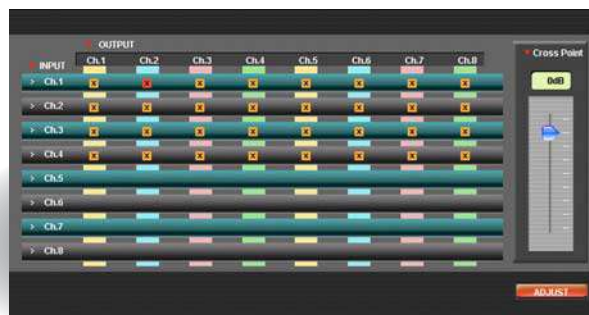 OUTPUT
INPUT Ch.1 Ch.2 Ch.3 Ch.4 Ch.5 Ch.6 Ch.7 Ch.8
Cross Point
0dB
Ch.1 X X X X X X X X
Ch.2 X X X X X X X X
Ch.3 X X X X X X X X
Ch.4 X X X X X X X X
Ch.5
Ch.6
Ch.7
Ch.8
ADJUST